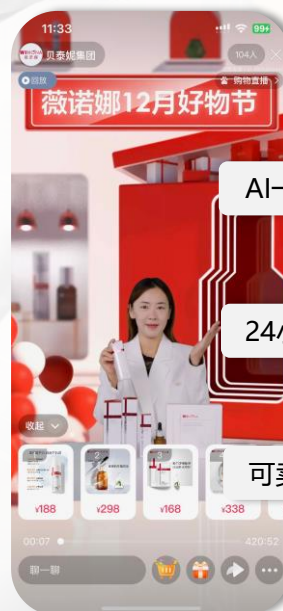 11:33
99+
贝泰妮集团
104人
回放
购物直播
薇诺娜12月好物节
AI一
24小
收起
2
3
¥188
¥298
¥168
¥338
00:07
420:52
聊一聊